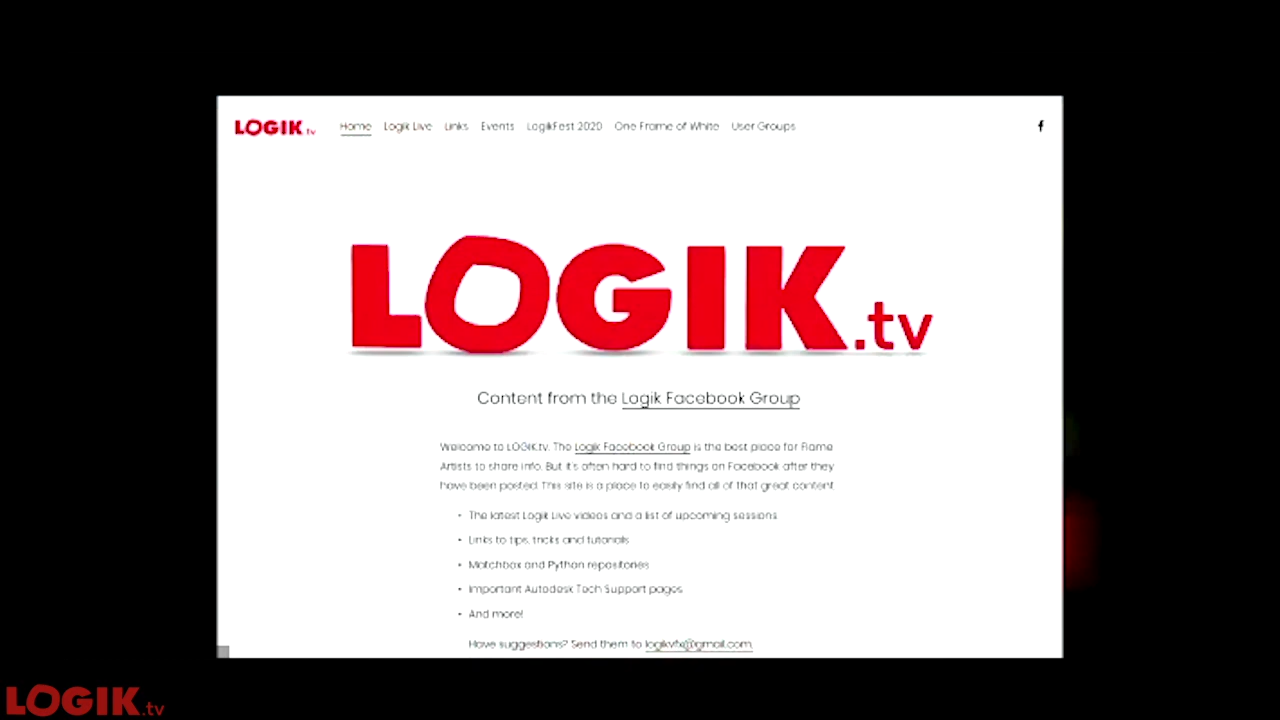 LOGIK.tv Home Logik Live Links Events LogikFest 2020 One Frame of White User Groups f
LOGIK.tv
Content from the Logik Facebook Group
Welcome to LOGIK.tv. The Logik Facebook Group is the best place for Flame
Artists to share info. But it's often hard to find things on Facebook after they
have been posted. This site is a place to easily find all of that great content
• The latest Logik Live videos and a list of upcoming sessions
• Links to tips, tricks and tutorials
• Matchbox and Python repositories
• Important Autodesk Tech Support pages
• And more!
Have suggestions? Send them to logikvfx@gmail.com.
LOGIK.tv